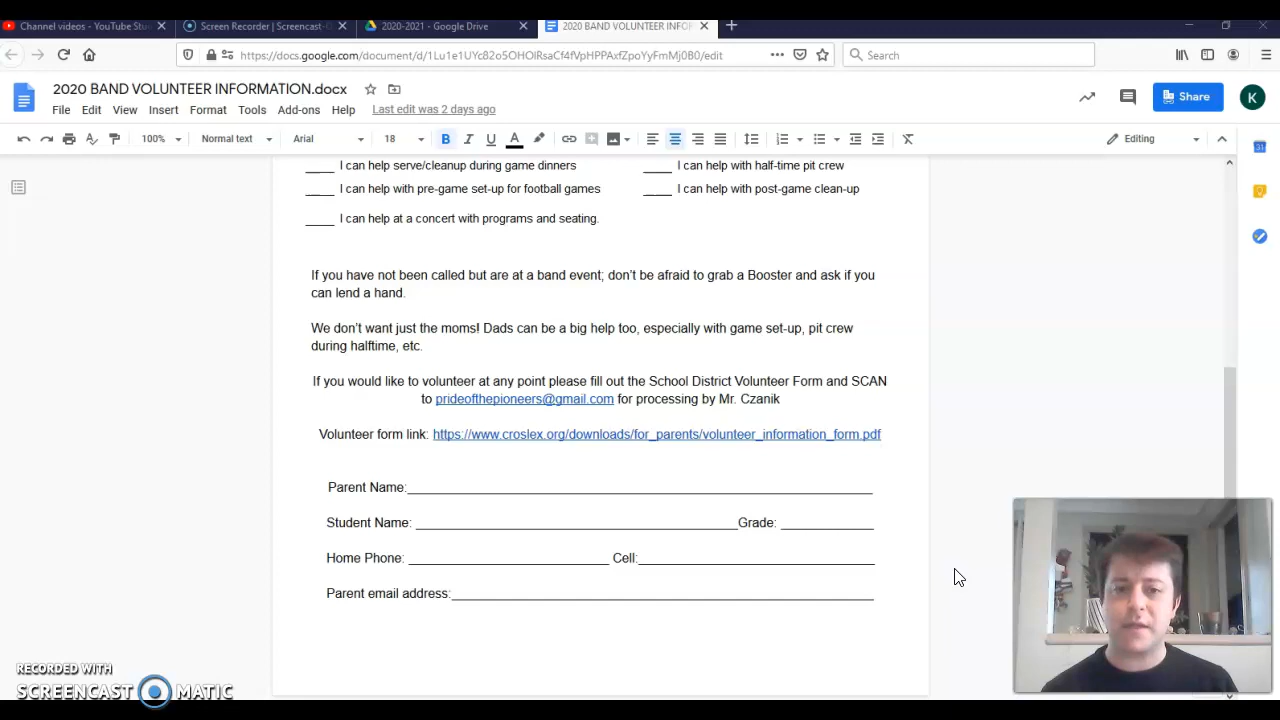 Channel videos - YouTube Stu
Screen Recorder | Screencast-O
2020-2021 - Google Drive
2020 BAND VOLUNTEER INFOR
https://docs.google.com/document/d/1Lu1e1UYc82o5OHOlRsaCf4fVpHPPAxfZpoYyFmMj0B0/edit
Search
2020 BAND VOLUNTEER INFORMATION.docx
File Edit View Insert Format Tools Add-ons Help Last edit was 2 days ago
Share
K
100% Normal text Arial 18 B I U A Editing
____ I can help serve/cleanup during game dinners ____ I can help with half-time pit crew
____ I can help with pre-game set-up for football games ____ I can help with post-game clean-up
____ I can help at a concert with programs and seating.
If you have not been called but are at a band event; don't be afraid to grab a Booster and ask if you
can lend a hand.
We don't want just the moms! Dads can be a big help too, especially with game set-up, pit crew
during halftime, etc.
If you would like to volunteer at any point please fill out the School District Volunteer Form and SCAN
to prideofthepioneers@gmail.com for processing by Mr. Czanik
Volunteer form link: https://www.croslex.org/downloads/for_parents/volunteer_information_form.pdf
Parent Name:
Student Name: Grade:
Home Phone: Cell:
Parent email address:
RECORDED WITH
SCREENCAST MATIC